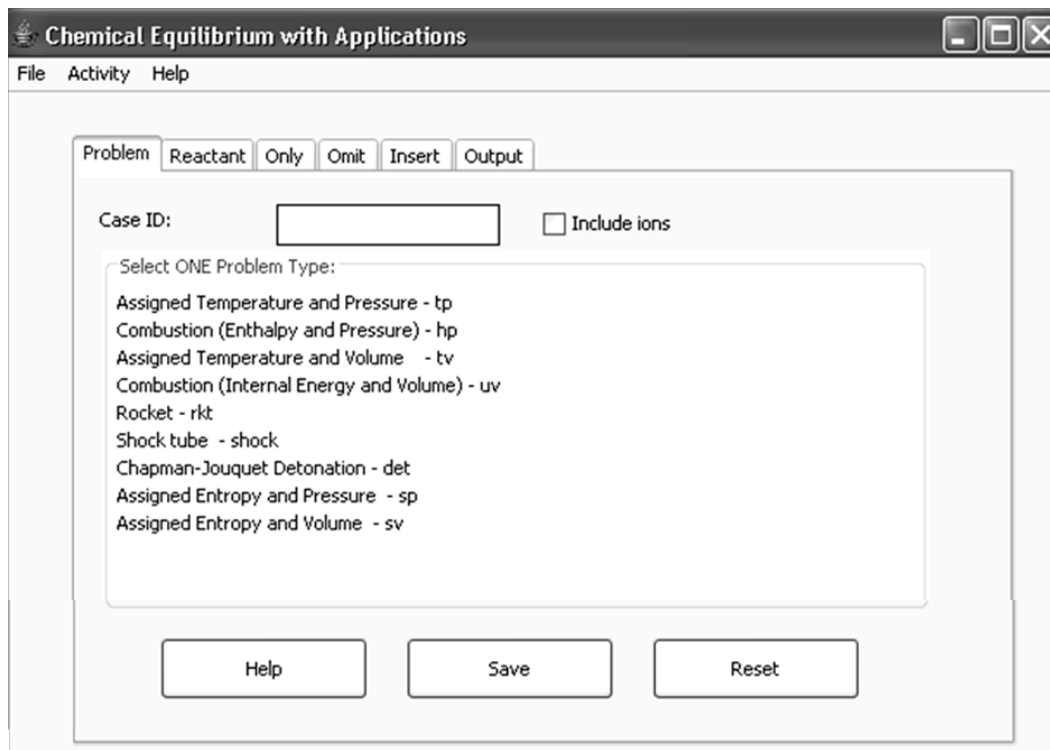 Chemical Equilibrium with Applications
File Activity Help
Problem Reactant Only Omit Insert Output
Case ID: Include ions
Select ONE Problem Type:
Assigned Temperature and Pressure - tp
Combustion (Enthalpy and Pressure) - hp
Assigned Temperature and Volume - tv
Combustion (Internal Energy and Volume) - uv
Rocket - rkt
Shock tube - shock
Chapman-Jouquet Detonation - det
Assigned Entropy and Pressure - sp
Assigned Entropy and Volume - sv
Help Save Reset